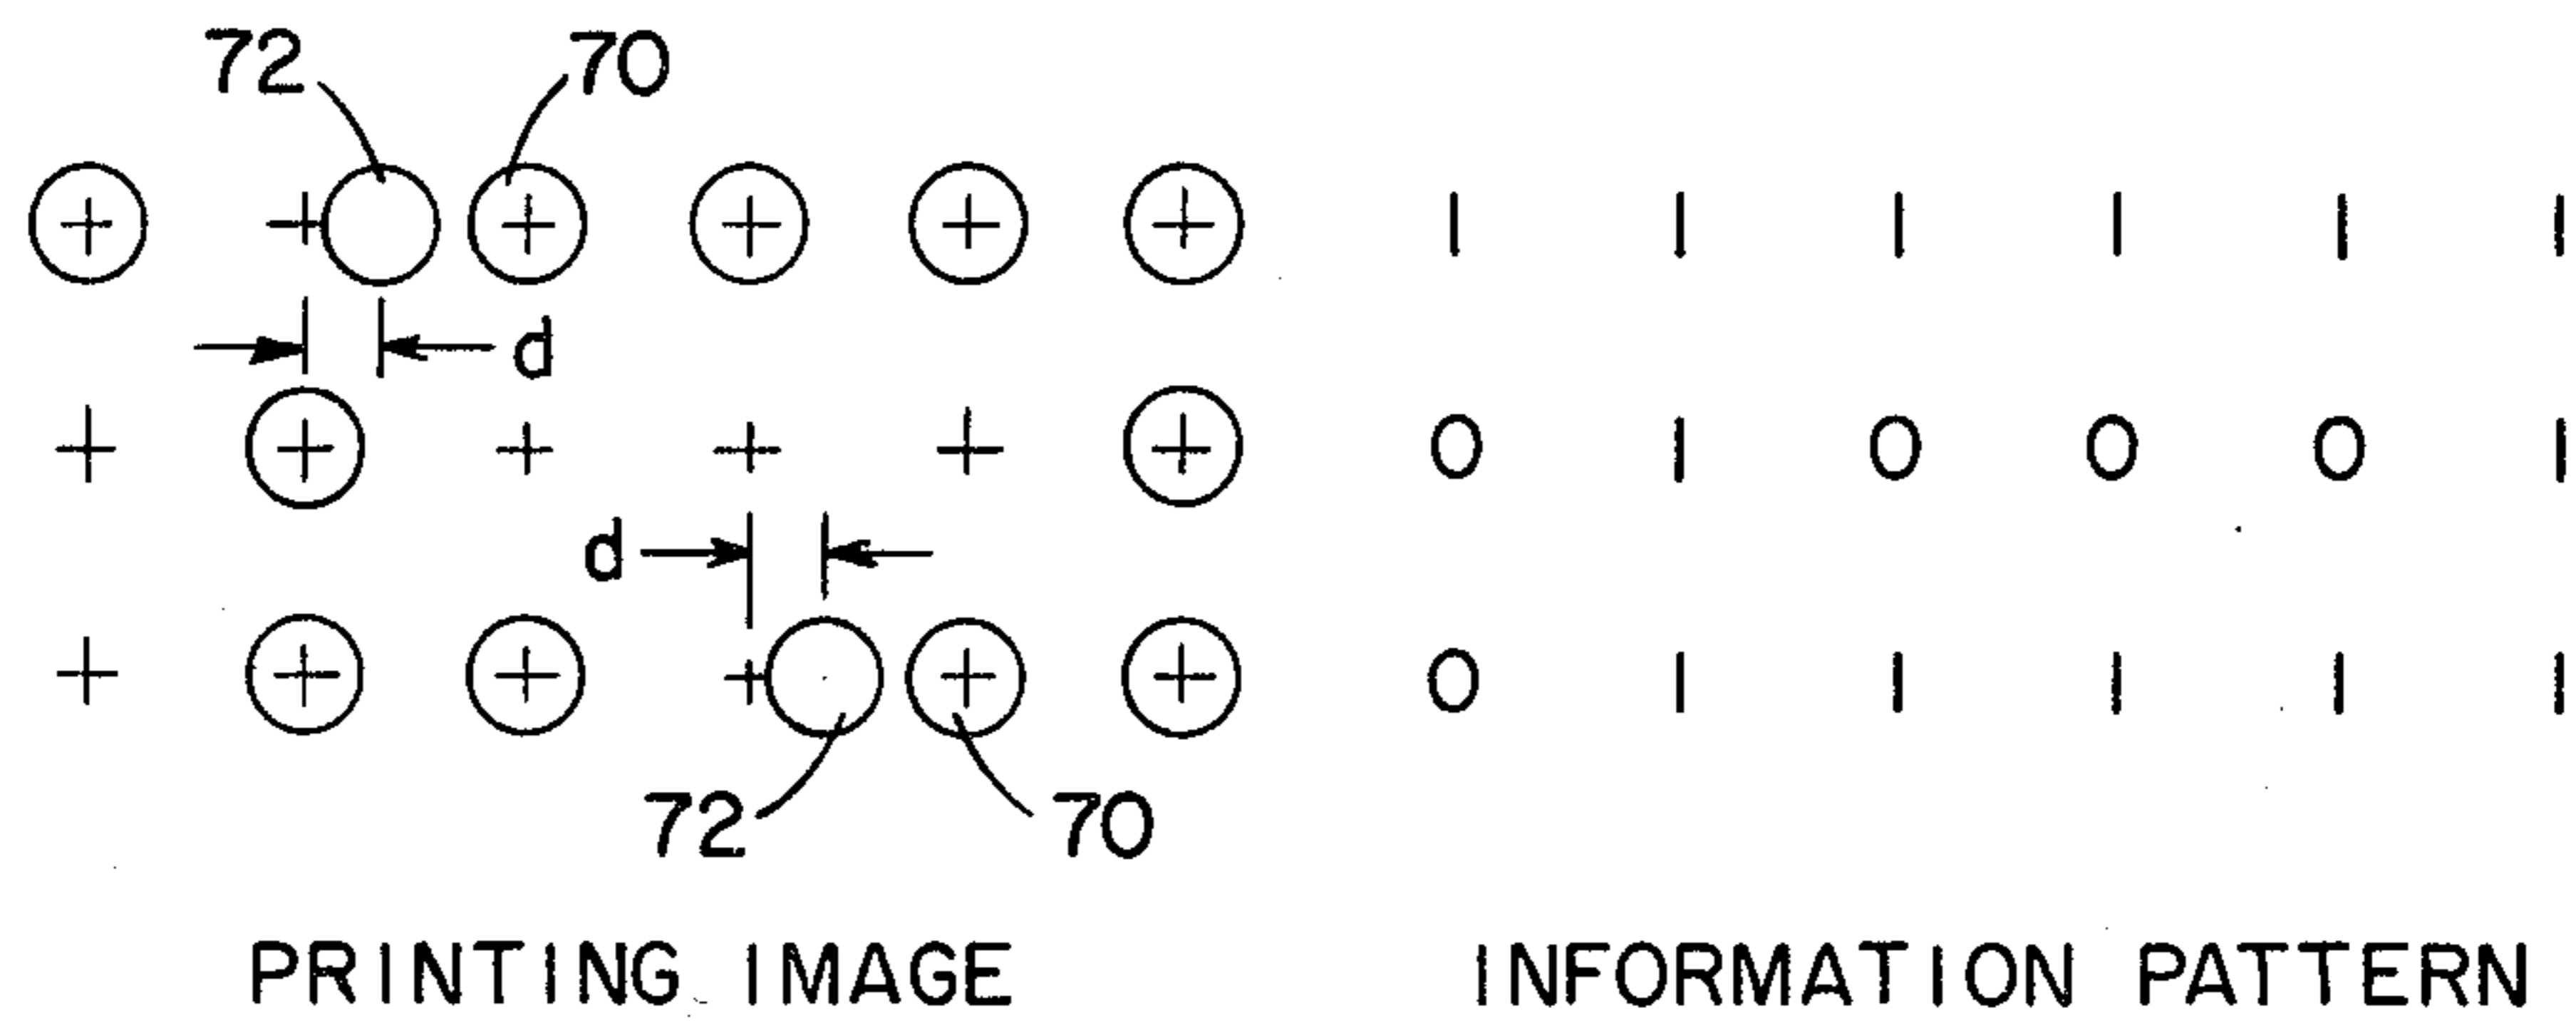 72 70
1 1 1 1 1 1
d
0 1 0 0 0 1
d
0 1 1 1 1 1
72 70
PRINTING IMAGE INFORMATION PATTERN